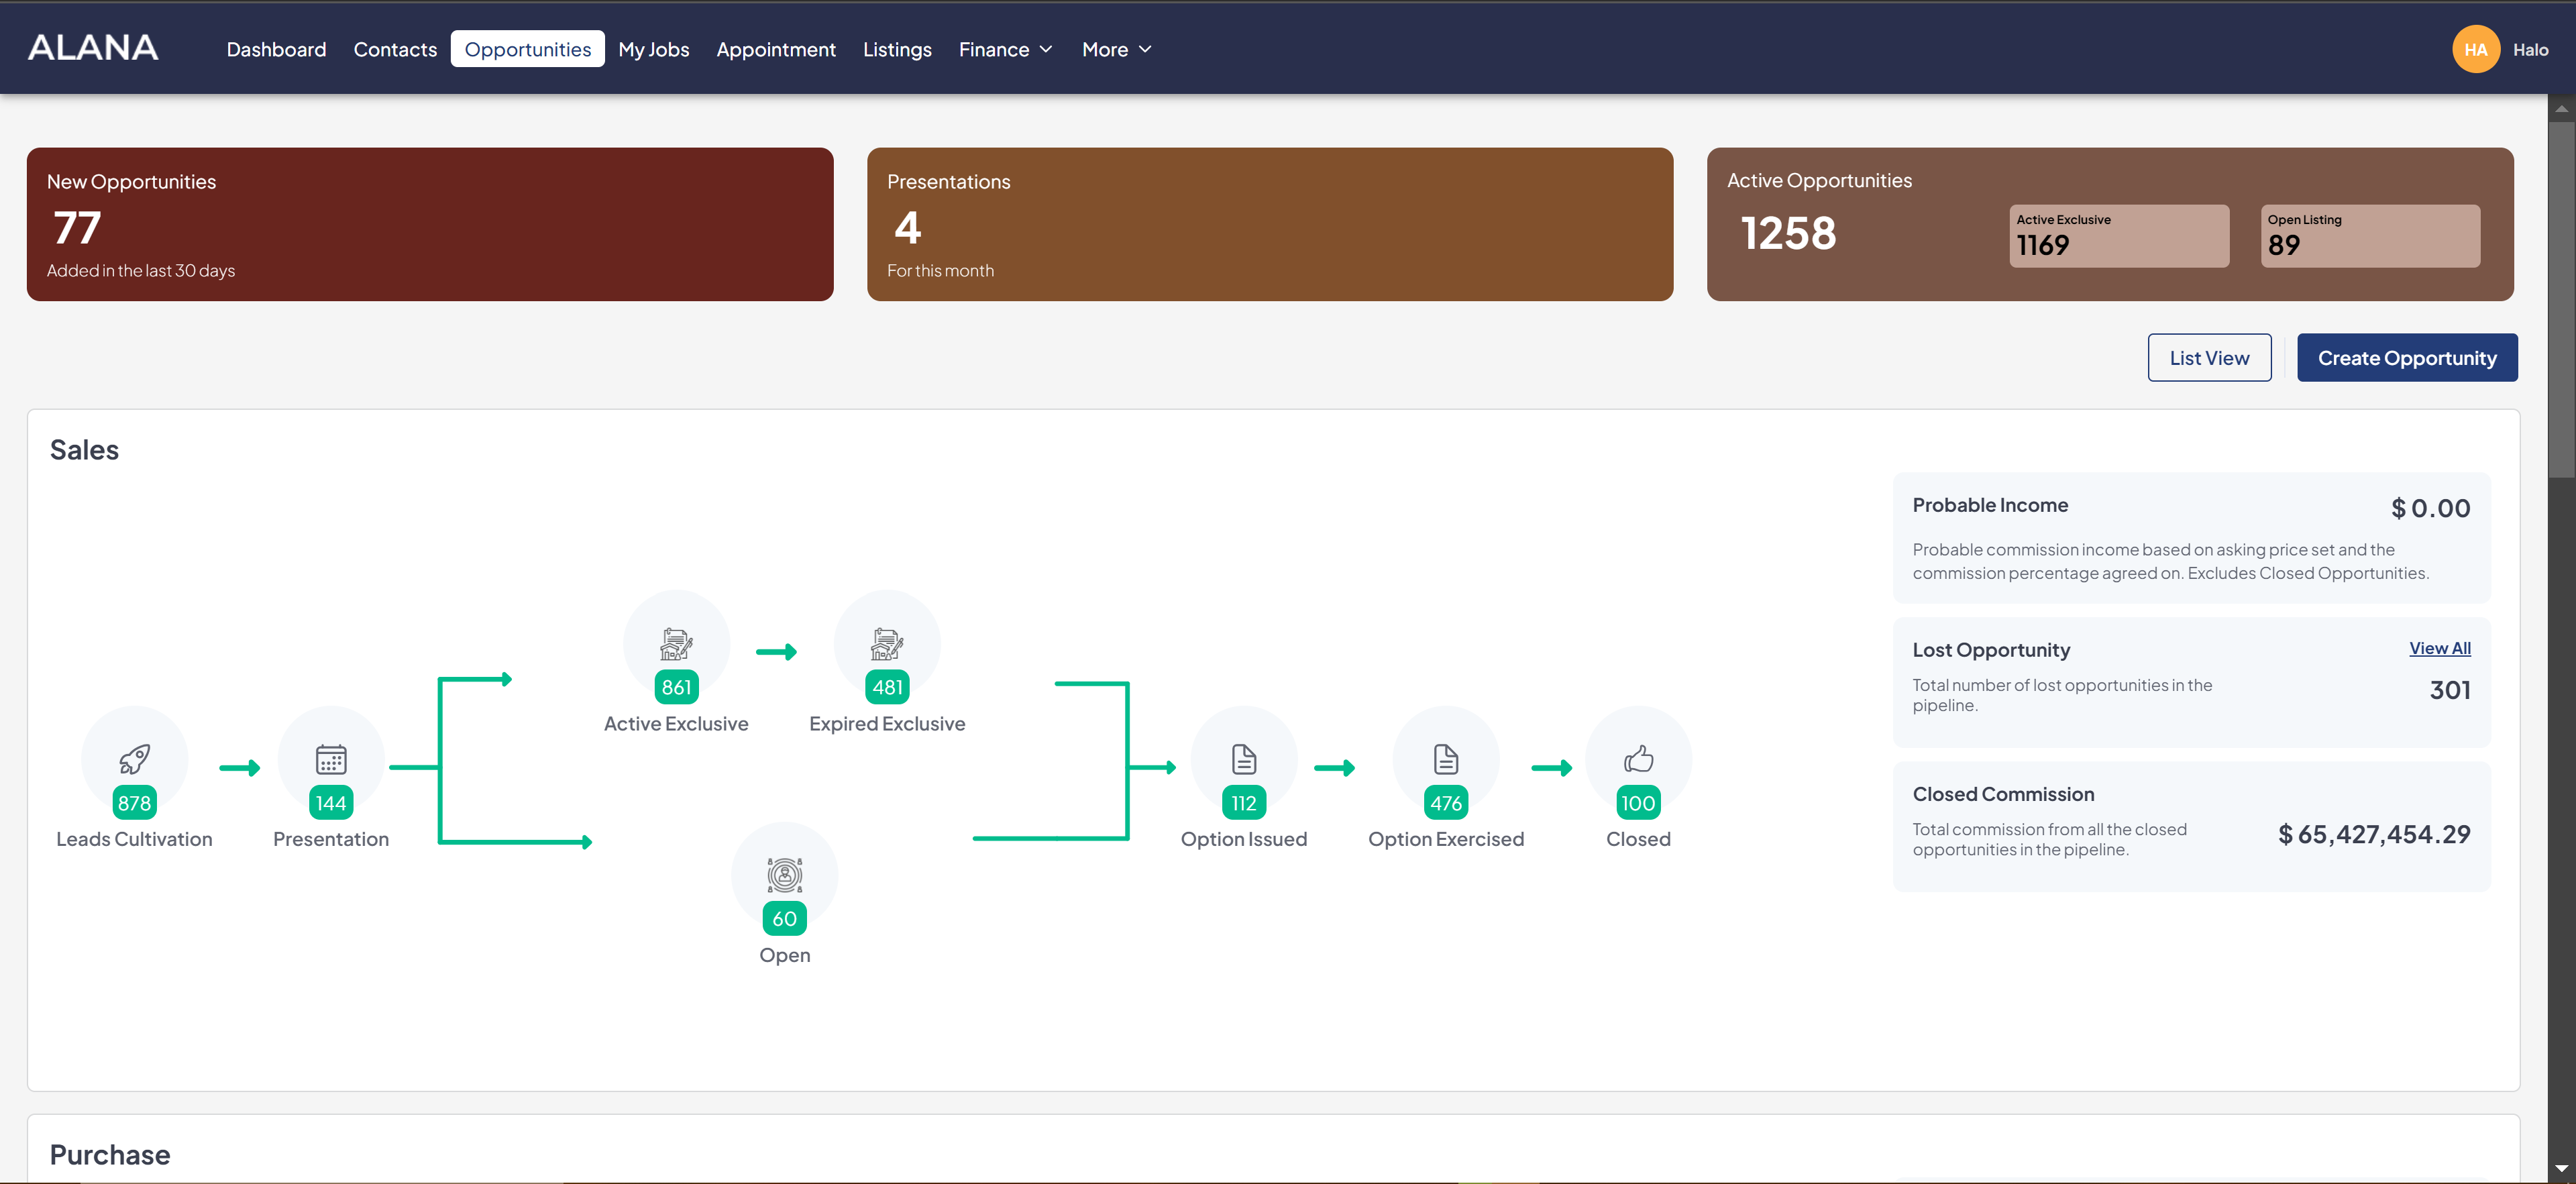 ALANA
Dashboard
Contacts
Opportunities
My Jobs
Appointment
Listings
Finance
More
HA
Halo
New Opportunities
77
Added in the last 30 days
Presentations
4
For this month
Active Opportunities
1258
Active Exclusive
1169
Open Listing
89
List View
Create Opportunity
Sales
878
Leads Cultivation
144
Presentation
861
Active Exclusive
481
Expired Exclusive
60
Open
112
Option Issued
476
Option Exercised
100
Closed
Probable Income
$ 0.00
Probable commission income based on asking price set and the
commission percentage agreed on. Excludes Closed Opportunities.
Lost Opportunity
View All
Total number of lost opportunities in the
pipeline.
301
Closed Commission
Total commission from all the closed
opportunities in the pipeline.
$ 65,427,454.29
Purchase